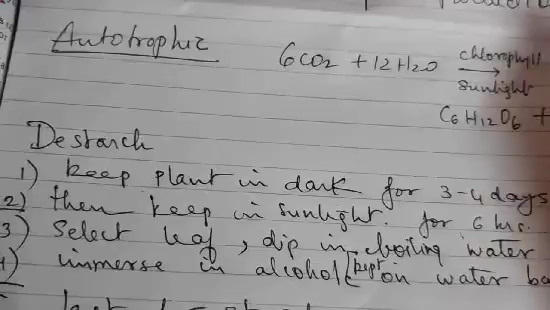 Autotrophic
6CO2 + 12H2O chlorophyll
sunlight
→
C6H12O6 +
Destarch
1) keep plant in dark for 3-4 days
2) then keep in sunlight for 6 hrs.
3) Select leaf, dip in boiling water
4) immerse in alcohol kept on water ba